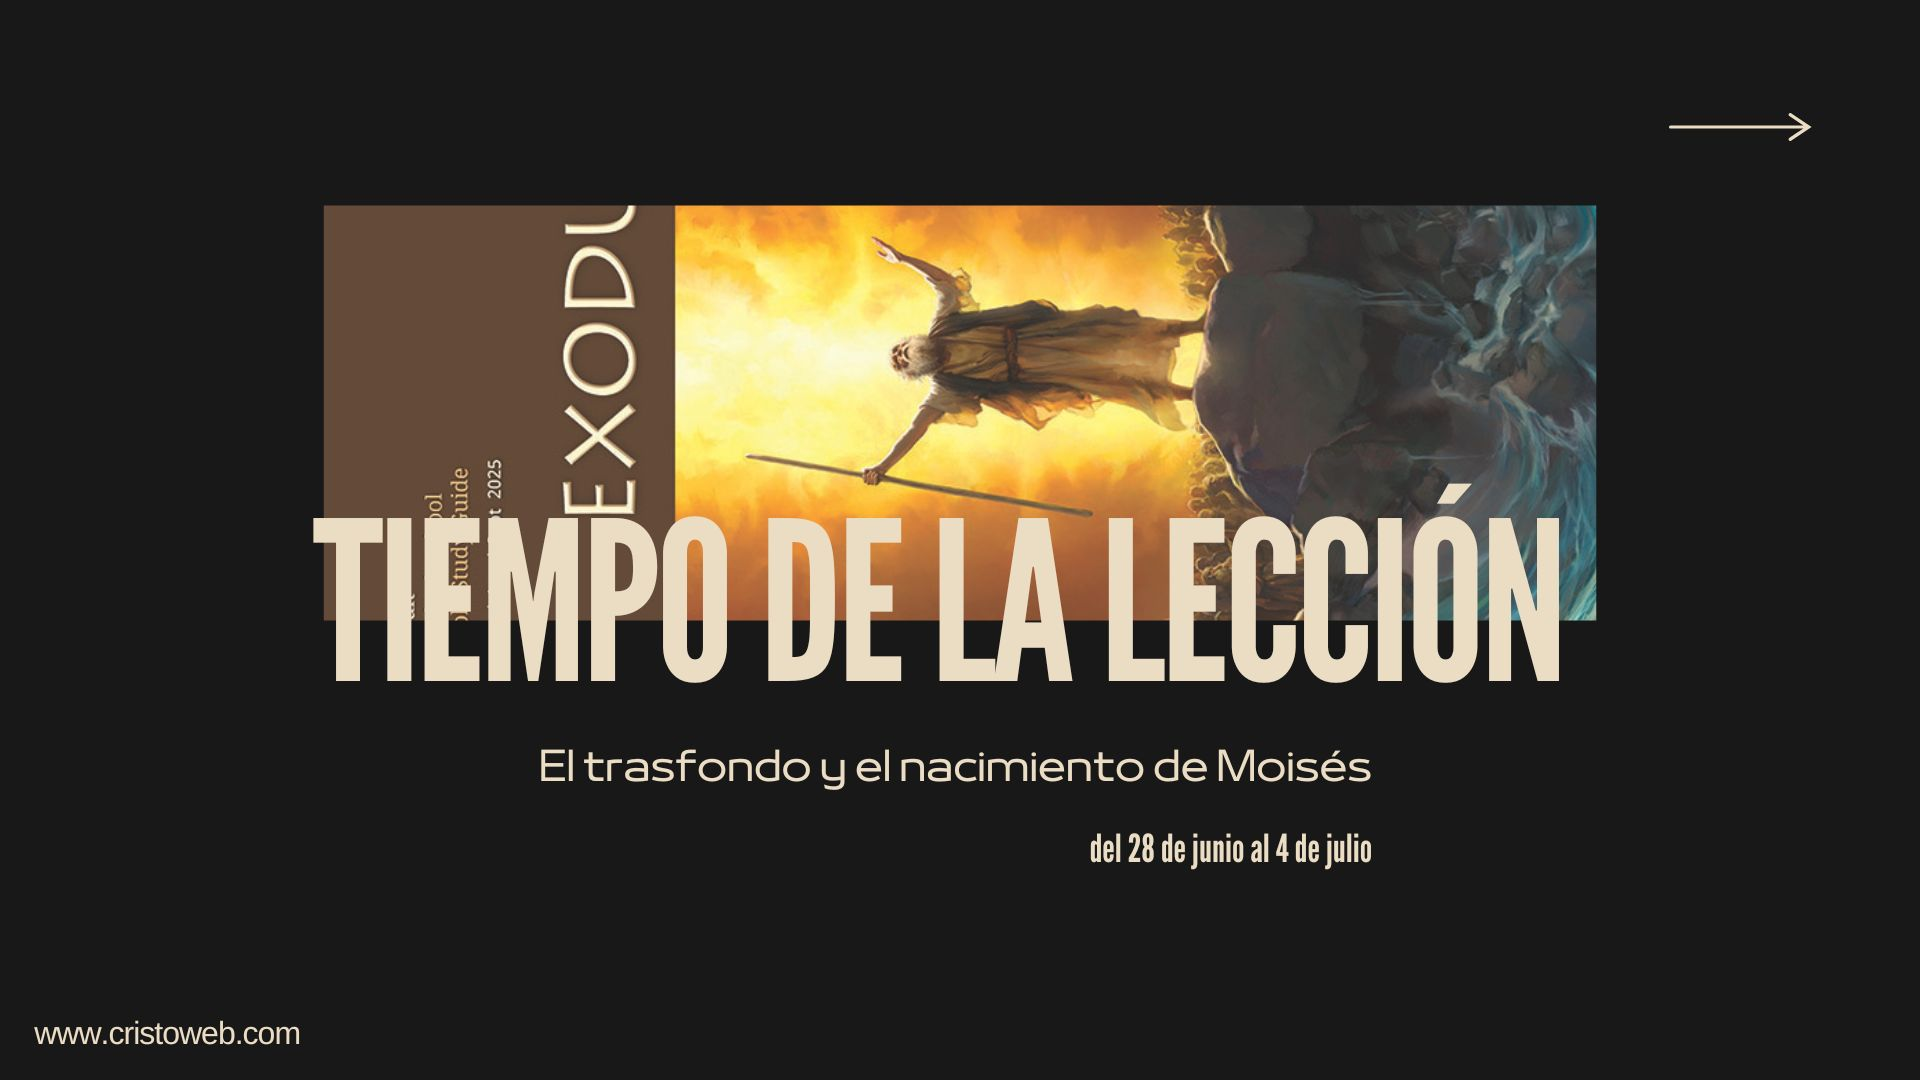 EXODU
2025
TIEMPO DE LA LECCIÓN
El trasfondo y el nacimiento de Moisés
del 28 de junio al 4 de julio
www.cristoweb.com